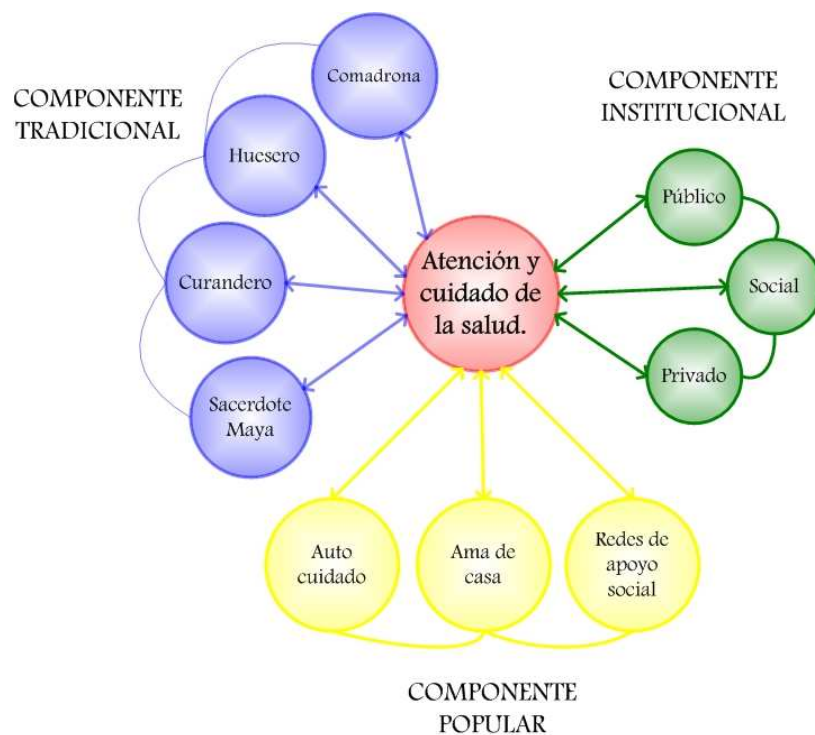 COMPONENTE
TRADICIONAL
Comadrona
Huesero
Curandero
Sacerdote
Maya
Atención y
cuidado de
la salud.
COMPONENTE
INSTITUCIONAL
Público
Social
Privado
Auto
cuidado
Ama de
casa
Redes de
apoyo
social
COMPONENTE
POPULAR